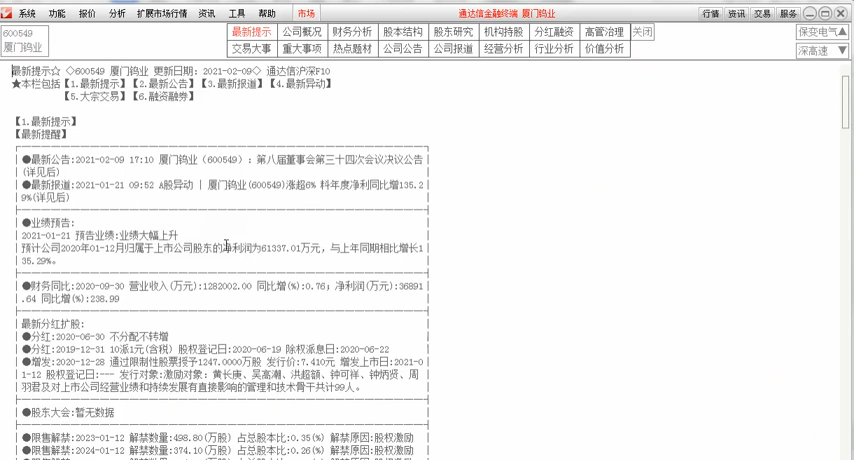 系统 功能 报价 分析 扩展市场行情 资讯 工具 帮助 市场 通达信金融终端 厦门钨业 行情 资讯 交易 服务
600549
厦门钨业
最新提示 公司概况 财务分析 股本结构 股东研究 机构持股 分红融资 高管治理 关闭
交易大事 重大事项 热点题材 公司公告 公司报道 经营分析 行业分析 价值分析
保变电气▲
深高速 ▼
最新提示☆ ◇600549 厦门钨业 更新日期：2021-02-09◇ 通达信沪深F10
★本栏包括【1.最新提示】【2.最新公告】【3.最新报道】【4.最新异动】
【5.大宗交易】【6.融资融券】
【1.最新提示】
【最新提醒】
●最新公告:2021-02-09 17:10 厦门钨业（600549）：第八届董事会第三十四次会议决议公告
(详见后)
●最新报道:2021-01-21 09:52 A股异动 | 厦门钨业(600549)涨超6% 料年度净利同比增135.2
9%(详见后)
●业绩预告:
2021-01-21 预告业绩:业绩大幅上升
预计公司2020年01-12月归属于上市公司股东的净利润为61337.01万元，与上年同期相比增长1
35.29%。
●财务同比:2020-09-30 营业收入(万元):1282002.00 同比增(%):0.76；净利润(万元):36891
.64 同比增(%):238.99
最新分红扩股:
●分红:2020-06-30 不分配不转增
●分红:2019-12-31 10派1元(含税) 股权登记日:2020-06-19 除权派息日:2020-06-22
●增发:2020-12-28 通过限制性股票授予1247.0000万股 发行价:7.410元 增发上市日:2021-0
1-12 股权登记日:--- 发行对象:激励对象：黄长庚、吴高潮、洪超额、钟可祥、钟炳贤、周
羽君及对上市公司经营业绩和持续发展有直接影响的管理和技术骨干共计99人。
●股东大会:暂无数据
●限售解禁:2023-01-12 解禁数量:498.80(万股) 占总股本比:0.35(%) 解禁原因:股权激励
●限售解禁:2024-01-12 解禁数量:374.10(万股) 占总股本比:0.26(%) 解禁原因:股权激励